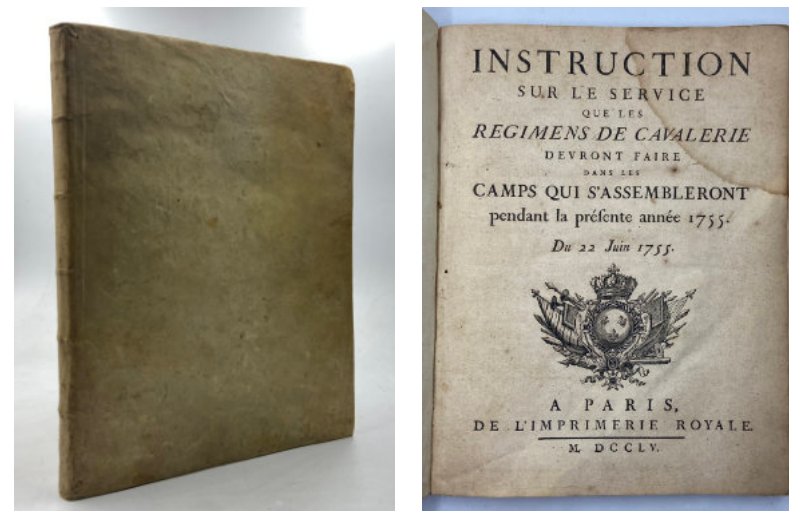 INSTRUCTION
SUR LE SERVICE
QUE LES
REGIMENS DE CAVALERIE
DEVRONT FAIRE
DANS LES
CAMPS QUI S'ASSEMBLERONT
pendant la préſente année 1755.
Du 22 Juin 1755.
A PARIS,
DE L'IMPRIMERIE ROYALE.
M. DCCLV.